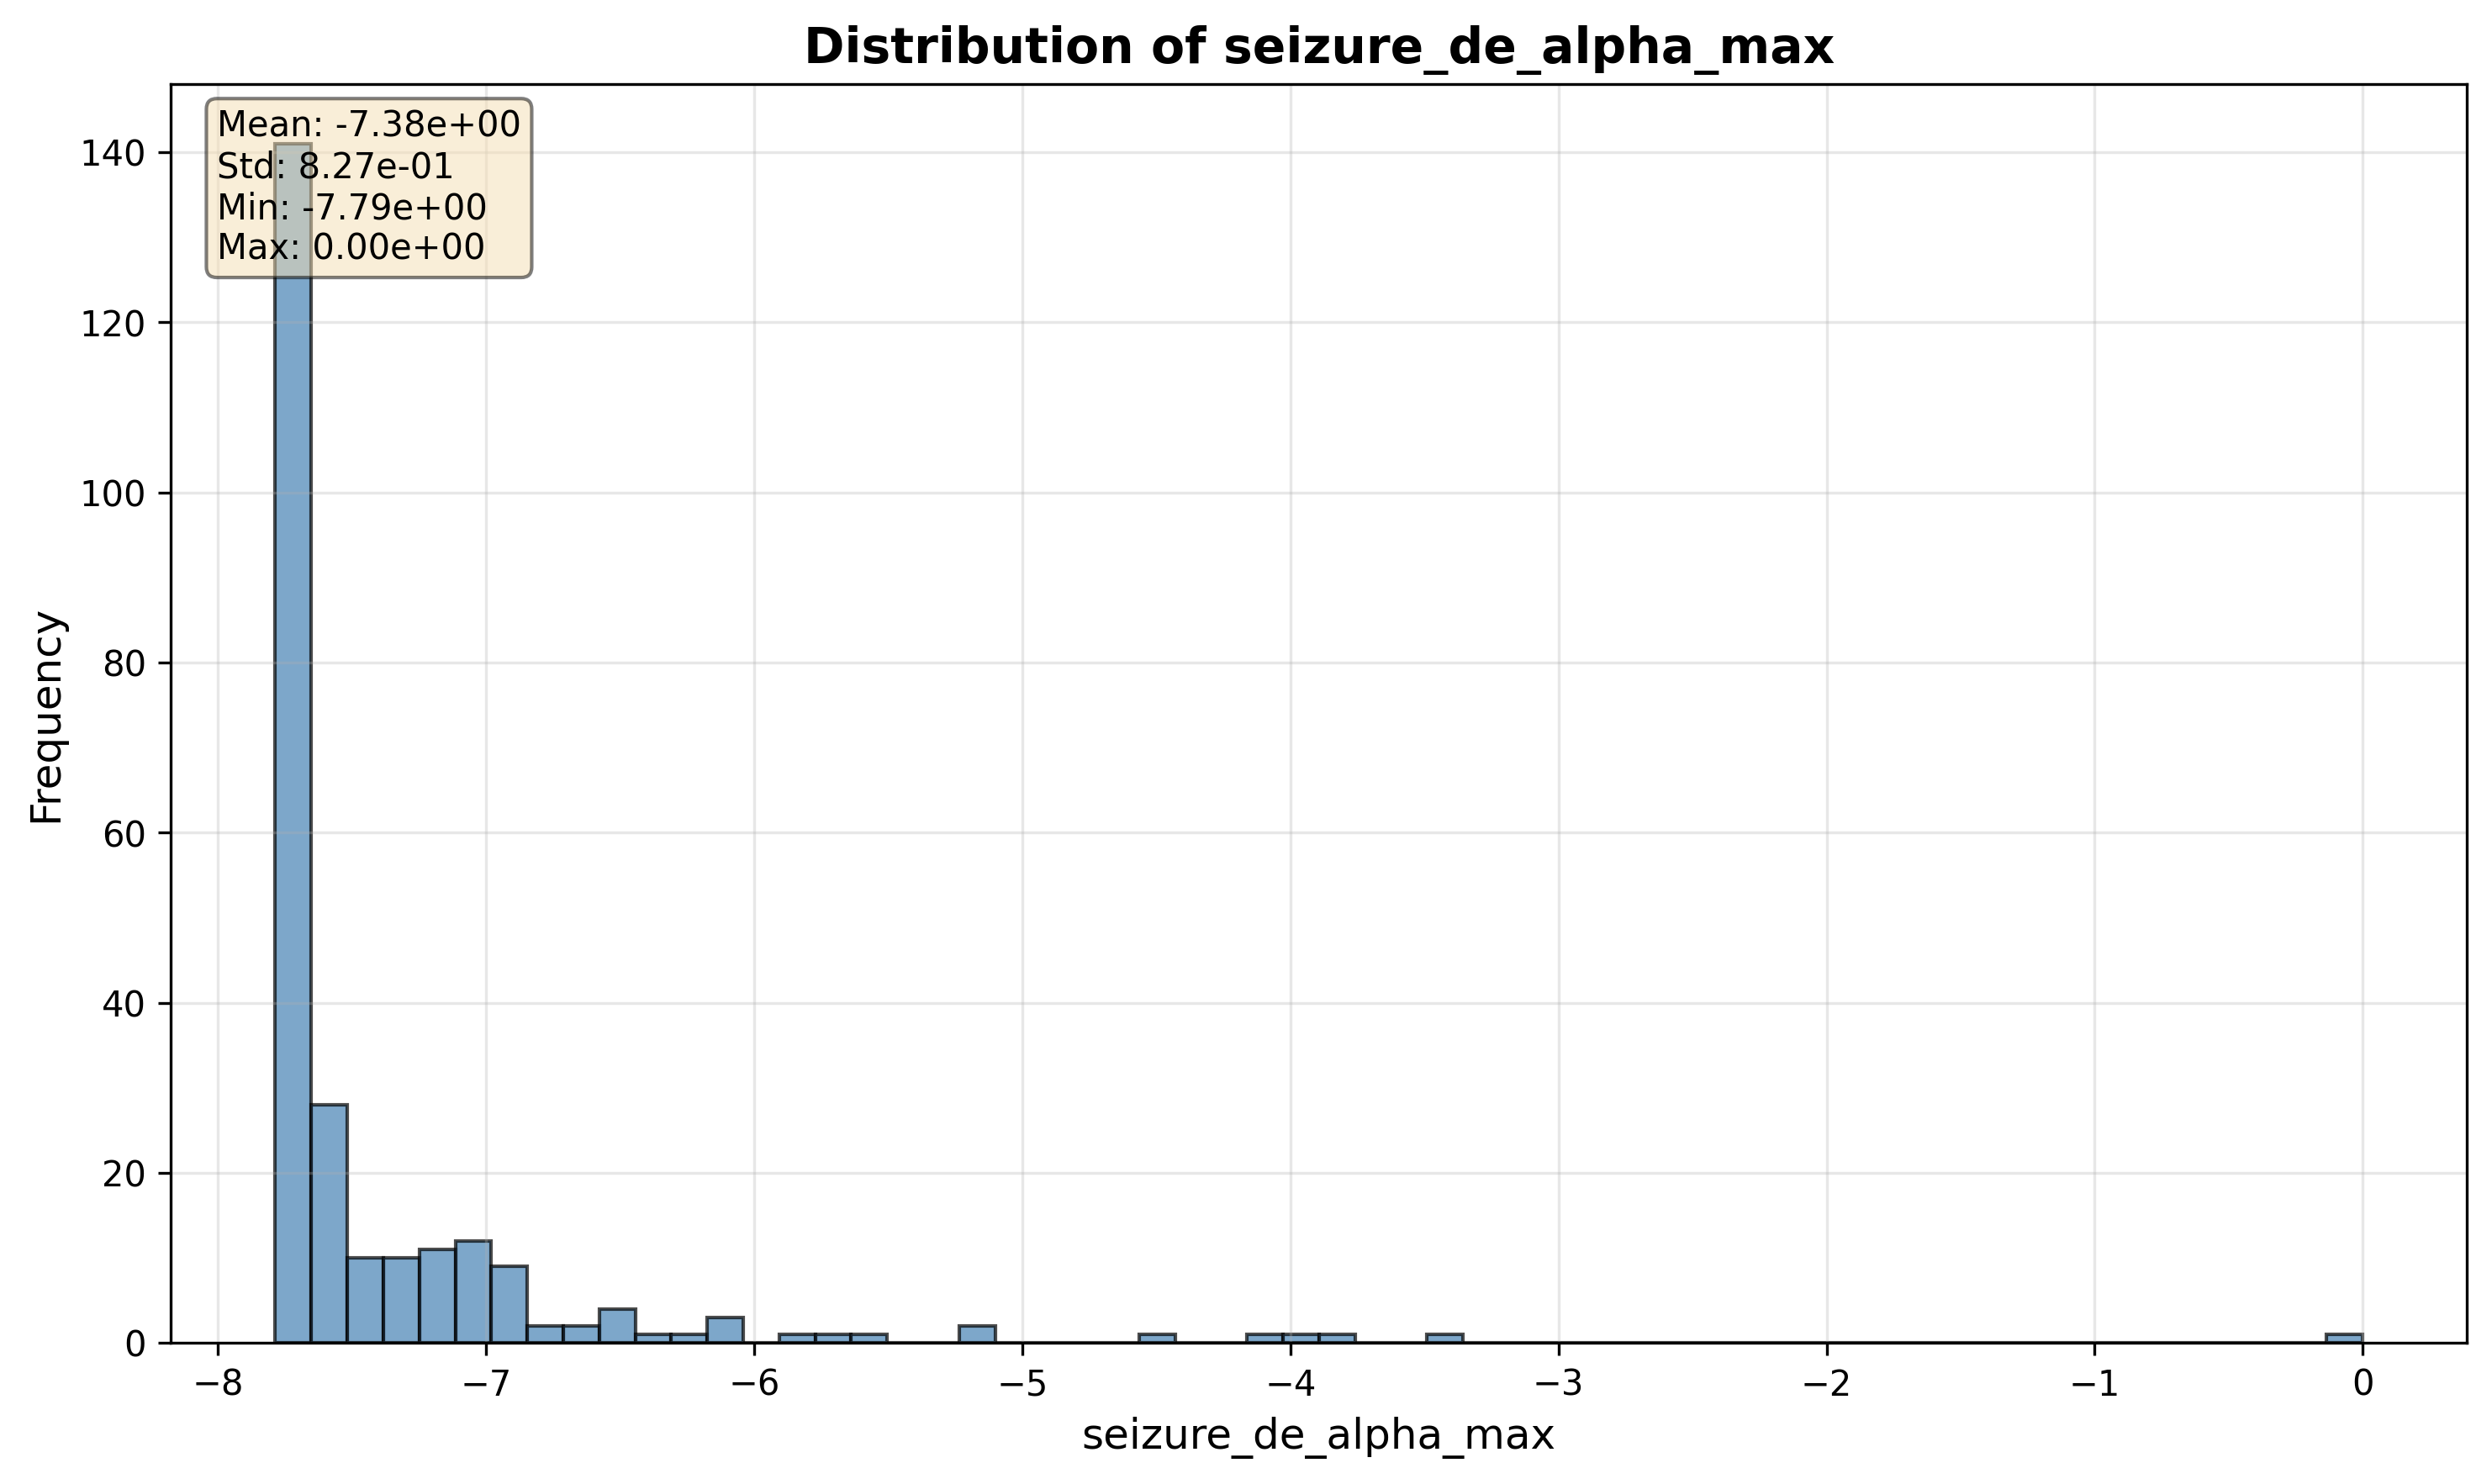 Distribution of seizure_de_alpha_max
Mean: -7.38e+00
Std: 8.27e-01
Min: -7.79e+00
Max: 0.00e+00
140
120
100
80
60
40
20
0
Frequency
−8
−7
−6
−5
−4
−3
−2
−1
0
seizure_de_alpha_max